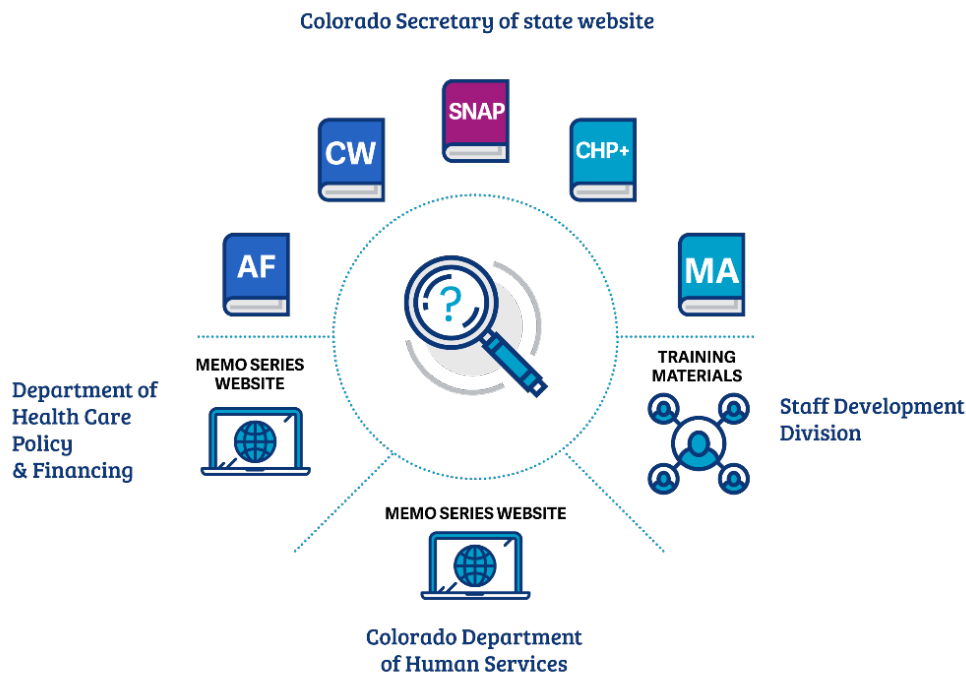 Colorado Secretary of state website
SNAP
CW
CHP+
AF
MA
?
MEMO SERIES
WEBSITE
Department of
Health Care
Policy
& Financing
TRAINING
MATERIALS
Staff Development
Division
MEMO SERIES WEBSITE
Colorado Department
of Human Services